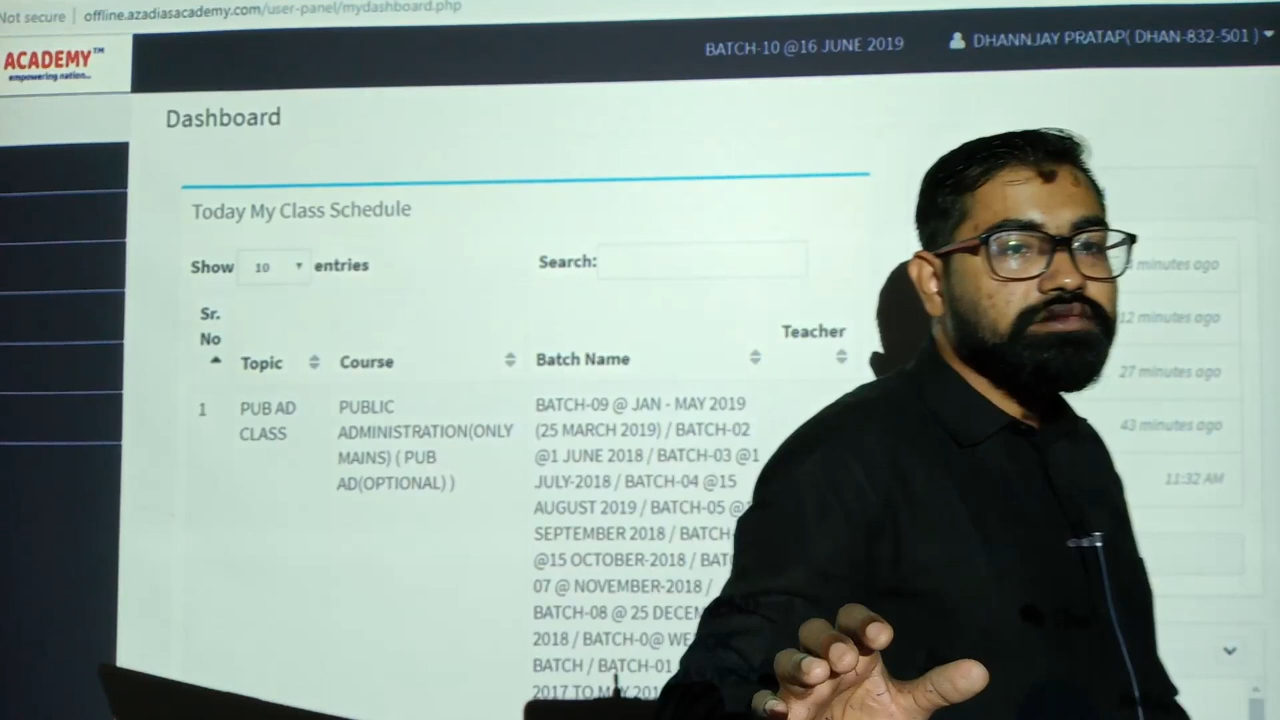 Not secure | offline.azadiasacademy.com/user-panel/mydashboard.php
ACADEMY™
empowering nation...
BATCH-10 @16 JUNE 2019
DHANNJAY PRATAP( DHAN-832-501 )
Dashboard
Today My Class Schedule
Show 10 entries
Search:
Sr. No
Topic
Course
Batch Name
Teacher
1
PUB AD
CLASS
PUBLIC
ADMINISTRATION(ONLY
MAINS) ( PUB
AD(OPTIONAL) )
BATCH-09 @ JAN - MAY 2019
(25 MARCH 2019) / BATCH-02
@1 JUNE 2018 / BATCH-03 @1
JULY-2018 / BATCH-04 @15
AUGUST 2019 / BATCH-05 @
SEPTEMBER 2018 / BATCH-
@15 OCTOBER-2018 /
07 @ NOVEMBER-2018 /
BATCH-08 @ 25
2018 / BATCH-0@
BATCH / BATCH-01
2017 TO MAY
minutes ago
12 minutes ago
27 minutes ago
43 minutes ago
11:32 AM